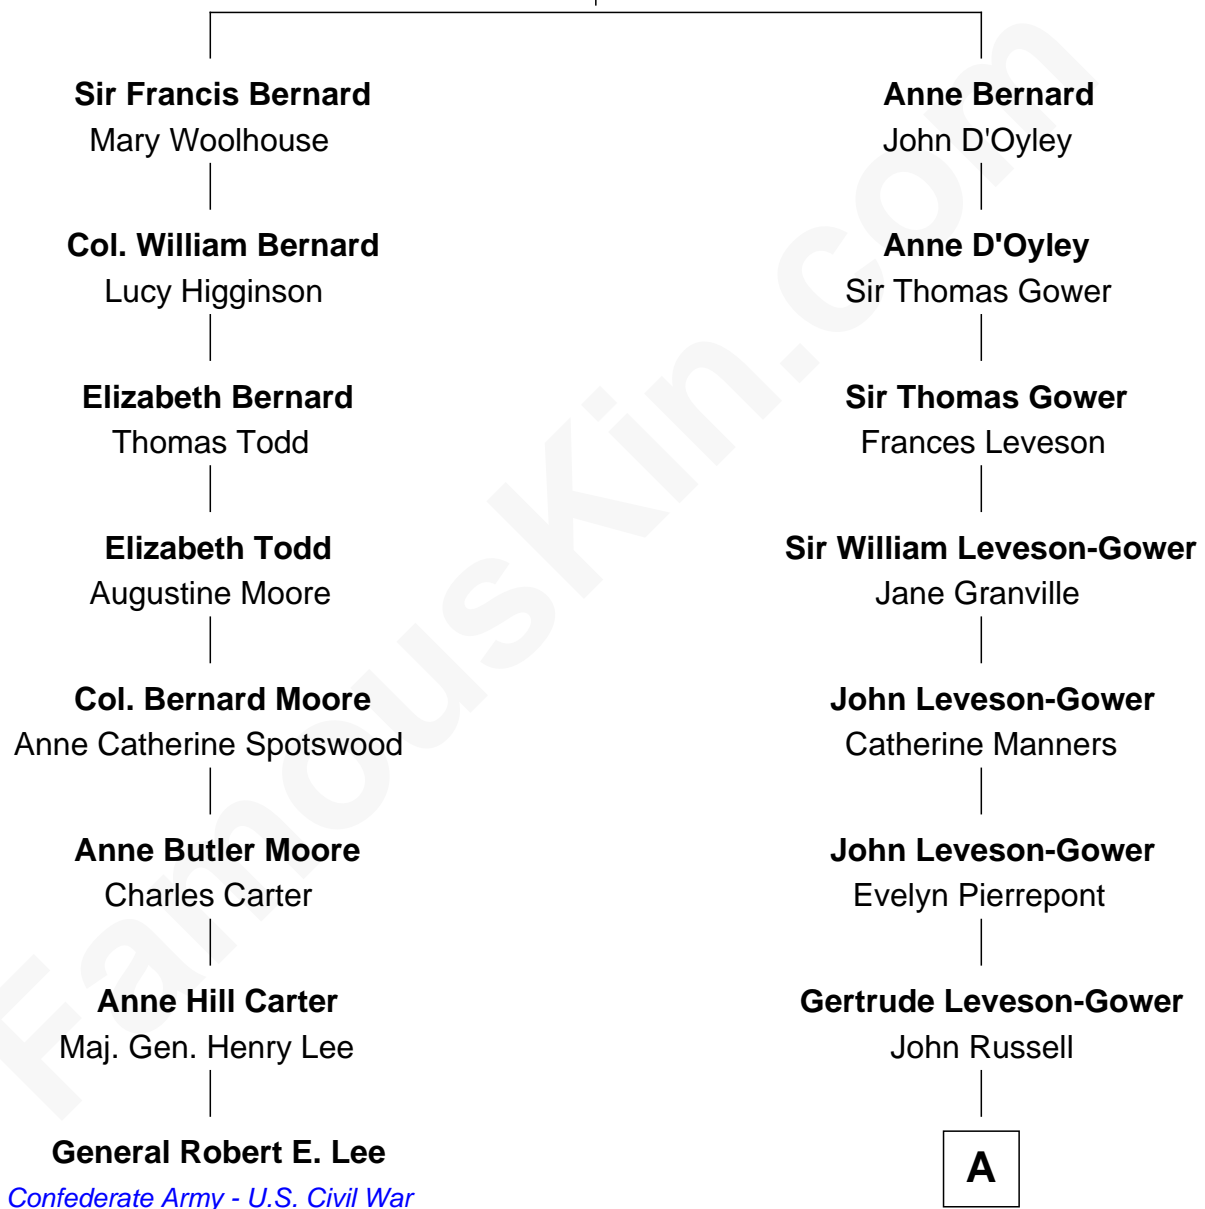 Sir Francis Bernard
Mary Woolhouse
Col. William Bernard
Lucy Higginson
Elizabeth Bernard
Thomas Todd
Elizabeth Todd
Augustine Moore
Col. Bernard Moore
Anne Catherine Spotswood
Anne Butler Moore
Charles Carter
Anne Hill Carter
Maj. Gen. Henry Lee
General Robert E. Lee
Confederate Army - U.S. Civil War
Anne Bernard
John D'Oyley
Anne D'Oyley
Sir Thomas Gower
Sir Thomas Gower
Frances Leveson
Sir William Leveson-Gower
Jane Granville
John Leveson-Gower
Catherine Manners
John Leveson-Gower
Evelyn Pierrepont
Gertrude Leveson-Gower
John Russell
A
FamousKin.com